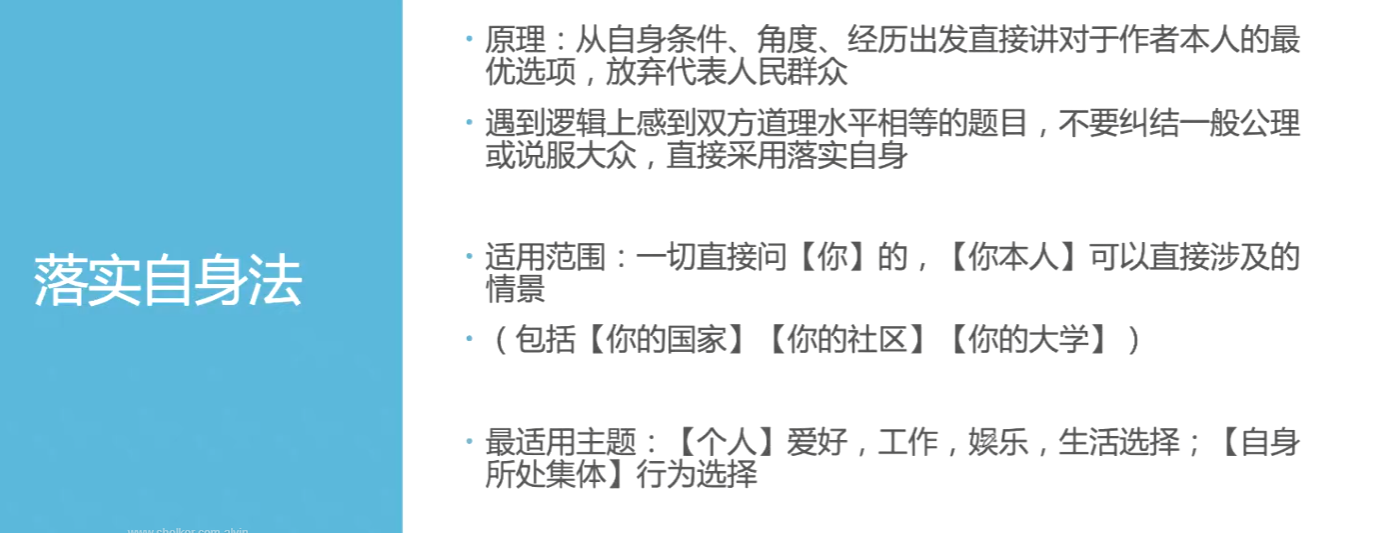 落实自身法
• 原理：从自身条件、角度、经历出发直接讲对于作者本人的最
优选项，放弃代表人民群众
• 遇到逻辑上感到双方道理水平相等的题目，不要纠结一般公理
或说服大众，直接采用落实自身
• 适用范围：一切直接问【你】的，【你本人】可以直接涉及的
情景
• （包括【你的国家】【你的社区】【你的大学】）
• 最适用主题：【个人】爱好，工作，娱乐，生活选择；【自身
所处集体】行为选择